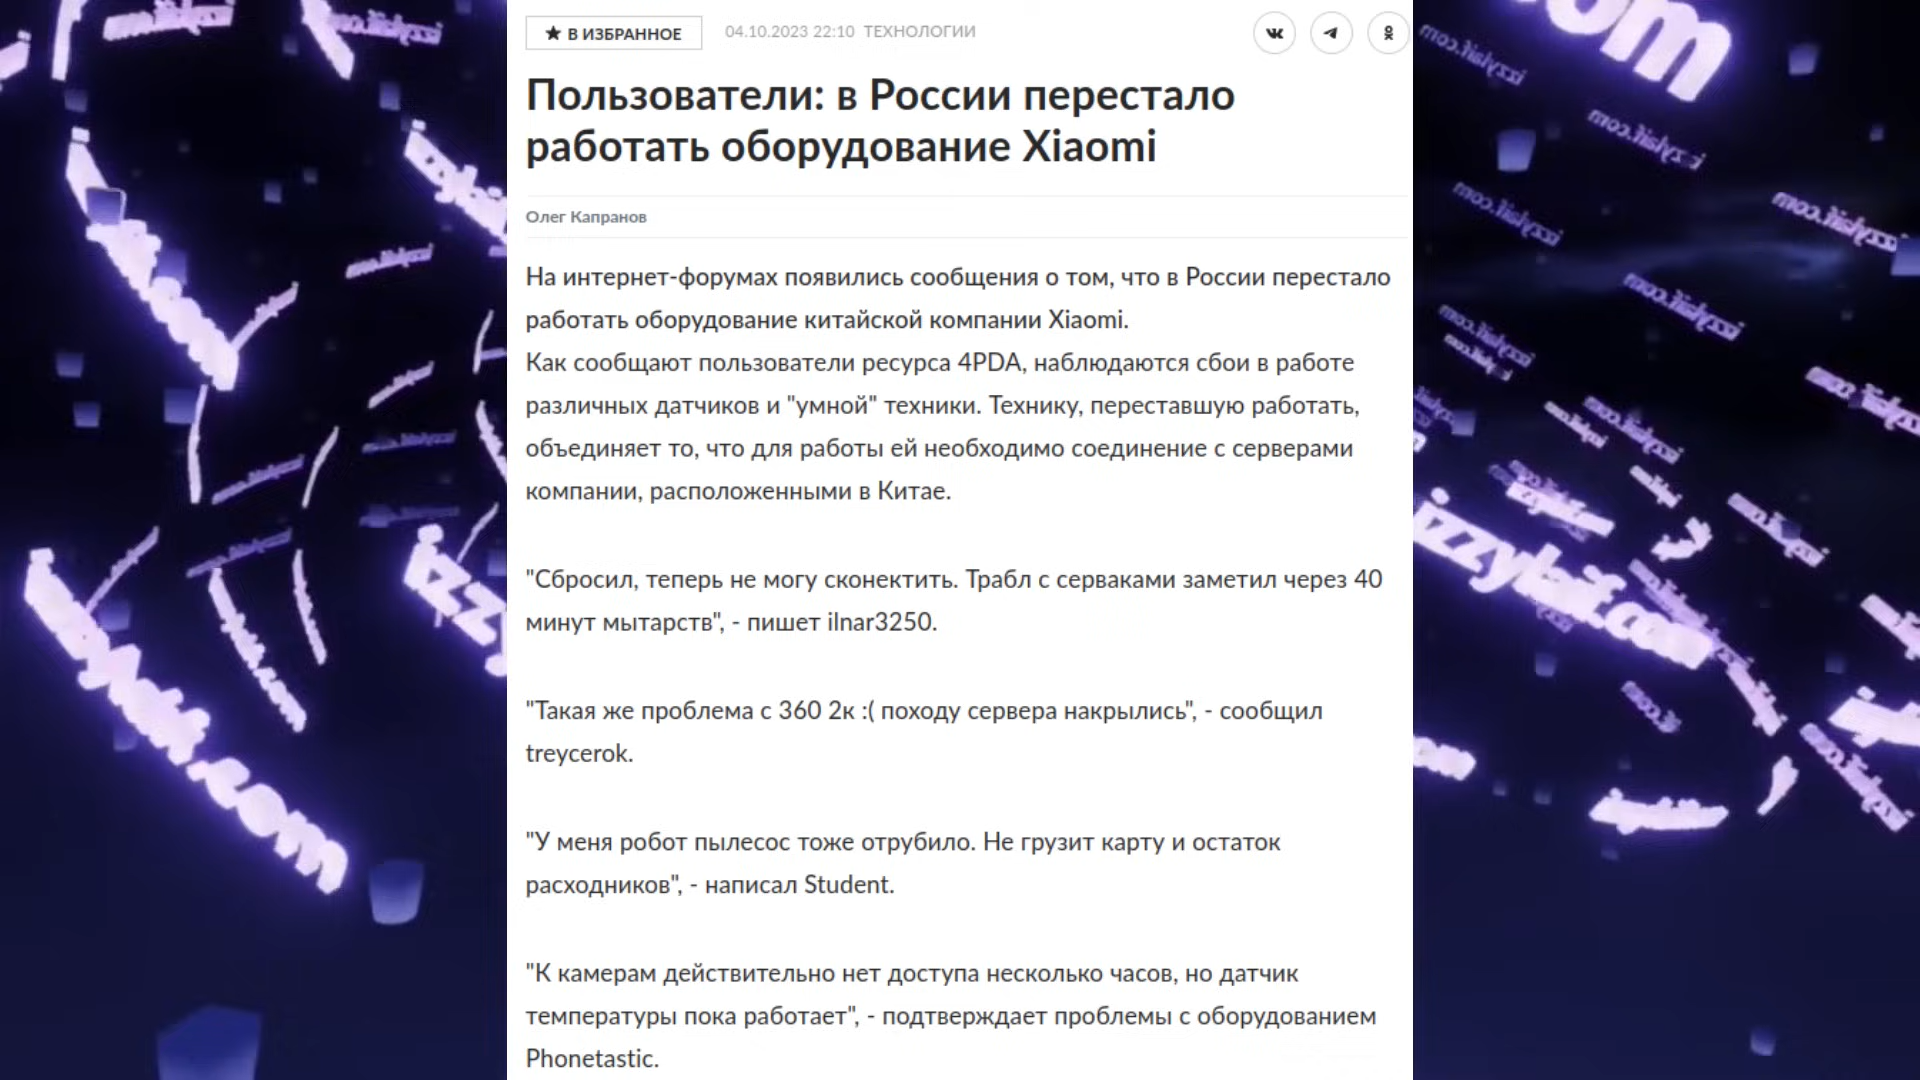 В ИЗБРАННОЕ 04.10.2023 22:10 ТЕХНОЛОГИИ
Пользователи: в России перестало
работать оборудование Xiaomi
Олег Капранов
На интернет-форумах появились сообщения о том, что в России перестало
работать оборудование китайской компании Xiaomi.
Как сообщают пользователи ресурса 4PDA, наблюдаются сбои в работе
различных датчиков и "умной" техники. Технику, переставшую работать,
объединяет то, что для работы ей необходимо соединение с серверами
компании, расположенными в Китае.
"Сбросил, теперь не могу сконектить. Трабл с серваками заметил через 40
минут мытарств", - пишет ilnar3250.
"Такая же проблема с 360 2к :( походу сервера накрылись", - сообщил
treycerok.
"У меня робот пылесос тоже отрубило. Не грузит карту и остаток
расходников", - написал Student.
"К камерам действительно нет доступа несколько часов, но датчик
температуры пока работает", - подтверждает проблемы с оборудованием
Phonetastic.
izzylaif.com